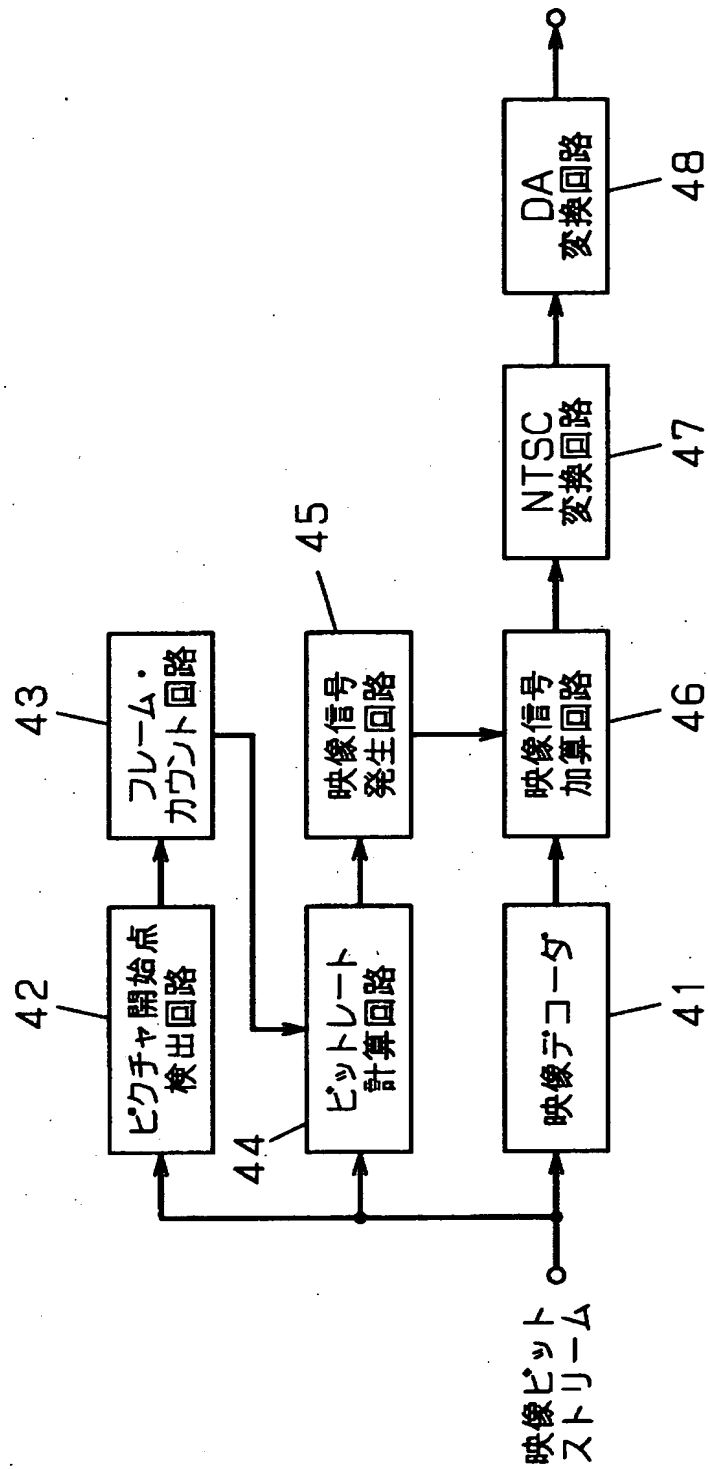 42
ピクチャ開始点
検出回路
43
フレーム・
カウント回路
44
ビットレート
計算回路
45
映像信号
発生回路
映像ビット
ストリーム
映像デコーダ
41
映像信号
加算回路
46
NTSC
変換回路
47
DA
変換回路
48